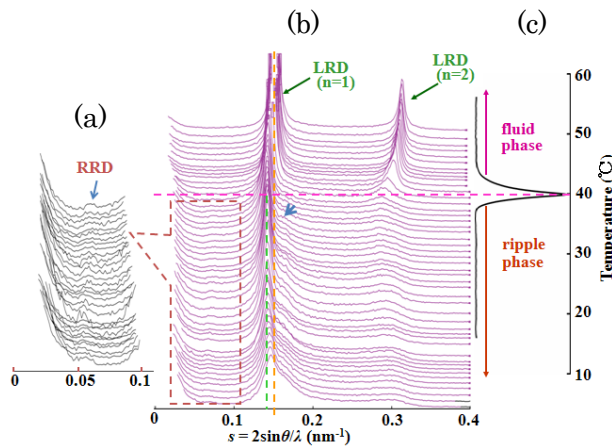 (a)
(b)
(c)
RRD
LRD
(n=1)
LRD
(n=2)
fluid
phase
ripple
phase
60
50
40
30
20
10
Temperature (℃)
0
0.05
0.1
0
0.1
0.2
0.3
0.4
s = 2sinθ/λ (nm⁻¹)